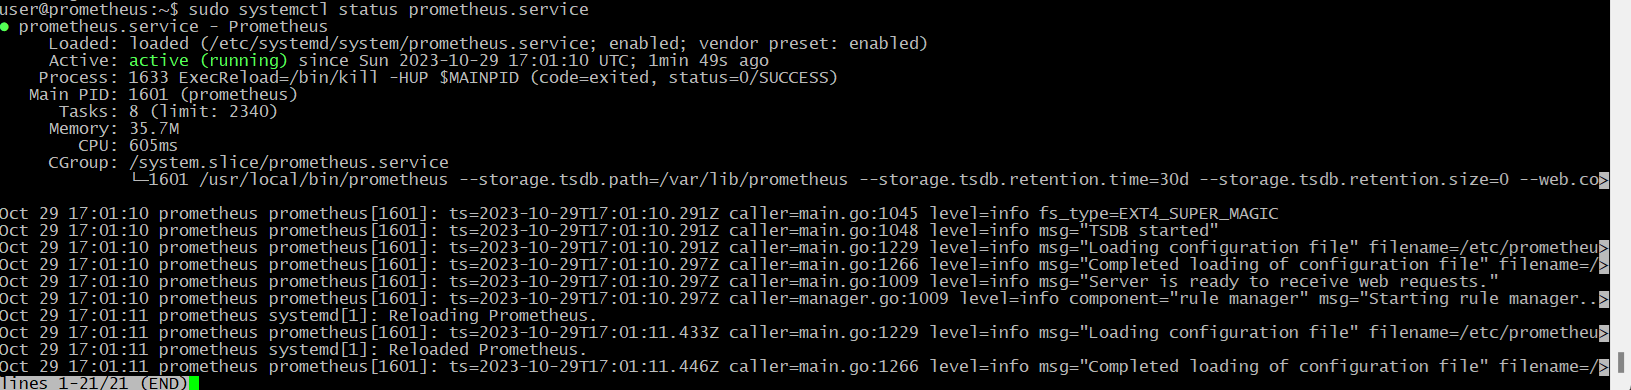 user@prometheus:~$ sudo systemctl status prometheus.service
● prometheus.service - Prometheus
     Loaded: loaded (/etc/systemd/system/prometheus.service; enabled; vendor preset: enabled)
     Active: active (running) since Sun 2023-10-29 17:01:10 UTC; 1min 49s ago
    Process: 1633 ExecReload=/bin/kill -HUP $MAINPID (code=exited, status=0/SUCCESS)
   Main PID: 1601 (prometheus)
      Tasks: 8 (limit: 2340)
     Memory: 35.7M
        CPU: 605ms
     CGroup: /system.slice/prometheus.service
             └─1601 /usr/local/bin/prometheus --storage.tsdb.path=/var/lib/prometheus --storage.tsdb.retention.time=30d --storage.tsdb.retention.size=0 --web.co>
Oct 29 17:01:10 prometheus prometheus[1601]: ts=2023-10-29T17:01:10.291Z caller=main.go:1045 level=info fs_type=EXT4_SUPER_MAGIC
Oct 29 17:01:10 prometheus prometheus[1601]: ts=2023-10-29T17:01:10.291Z caller=main.go:1048 level=info msg="TSDB started"
Oct 29 17:01:10 prometheus prometheus[1601]: ts=2023-10-29T17:01:10.291Z caller=main.go:1229 level=info msg="Loading configuration file" filename=/etc/prometheu>
Oct 29 17:01:10 prometheus prometheus[1601]: ts=2023-10-29T17:01:10.297Z caller=main.go:1266 level=info msg="Completed loading of configuration file" filename=/>
Oct 29 17:01:10 prometheus prometheus[1601]: ts=2023-10-29T17:01:10.297Z caller=main.go:1009 level=info msg="Server is ready to receive web requests."
Oct 29 17:01:10 prometheus prometheus[1601]: ts=2023-10-29T17:01:10.297Z caller=manager.go:1009 level=info component="rule manager" msg="Starting rule manager..>
Oct 29 17:01:11 prometheus systemd[1]: Reloading Prometheus.
Oct 29 17:01:11 prometheus prometheus[1601]: ts=2023-10-29T17:01:11.433Z caller=main.go:1229 level=info msg="Loading configuration file" filename=/etc/prometheu>
Oct 29 17:01:11 prometheus systemd[1]: Reloaded Prometheus.
Oct 29 17:01:11 prometheus prometheus[1601]: ts=2023-10-29T17:01:11.446Z caller=main.go:1266 level=info msg="Completed loading of configuration file" filename=/>
lines 1-21/21 (END)